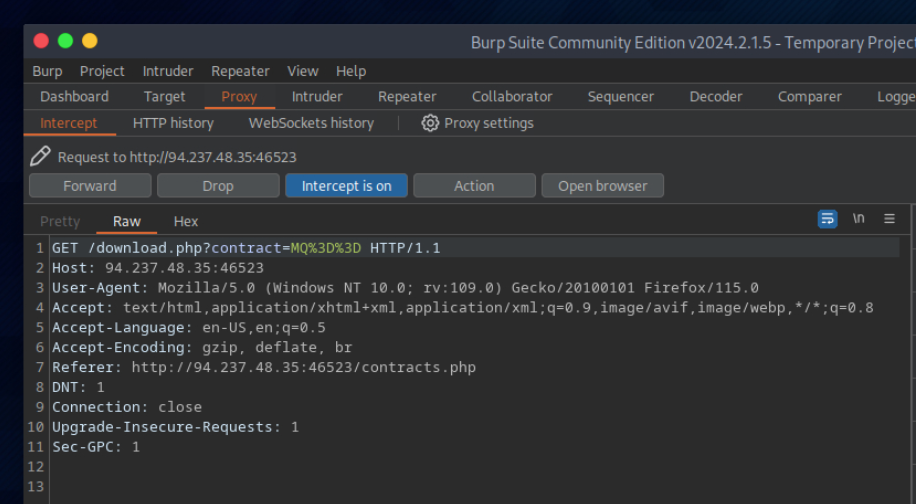 Burp Suite Community Edition v2024.2.1.5 - Temporary Project
Burp Project Intruder Repeater View Help
Dashboard Target Proxy Intruder Repeater Collaborator Sequencer Decoder Comparer Logge
Intercept HTTP history WebSockets history Proxy settings
Request to http://94.237.48.35:46523
Forward Drop Intercept is on Action Open browser
Pretty Raw Hex \n
1 GET /download.php?contract=MQ%3D%3D HTTP/1.1
2 Host: 94.237.48.35:46523
3 User-Agent: Mozilla/5.0 (Windows NT 10.0; rv:109.0) Gecko/20100101 Firefox/115.0
4 Accept: text/html,application/xhtml+xml,application/xml;q=0.9,image/avif,image/webp,*/*;q=0.8
5 Accept-Language: en-US,en;q=0.5
6 Accept-Encoding: gzip, deflate, br
7 Referer: http://94.237.48.35:46523/contracts.php
8 DNT: 1
9 Connection: close
10 Upgrade-Insecure-Requests: 1
11 Sec-GPC: 1
12
13